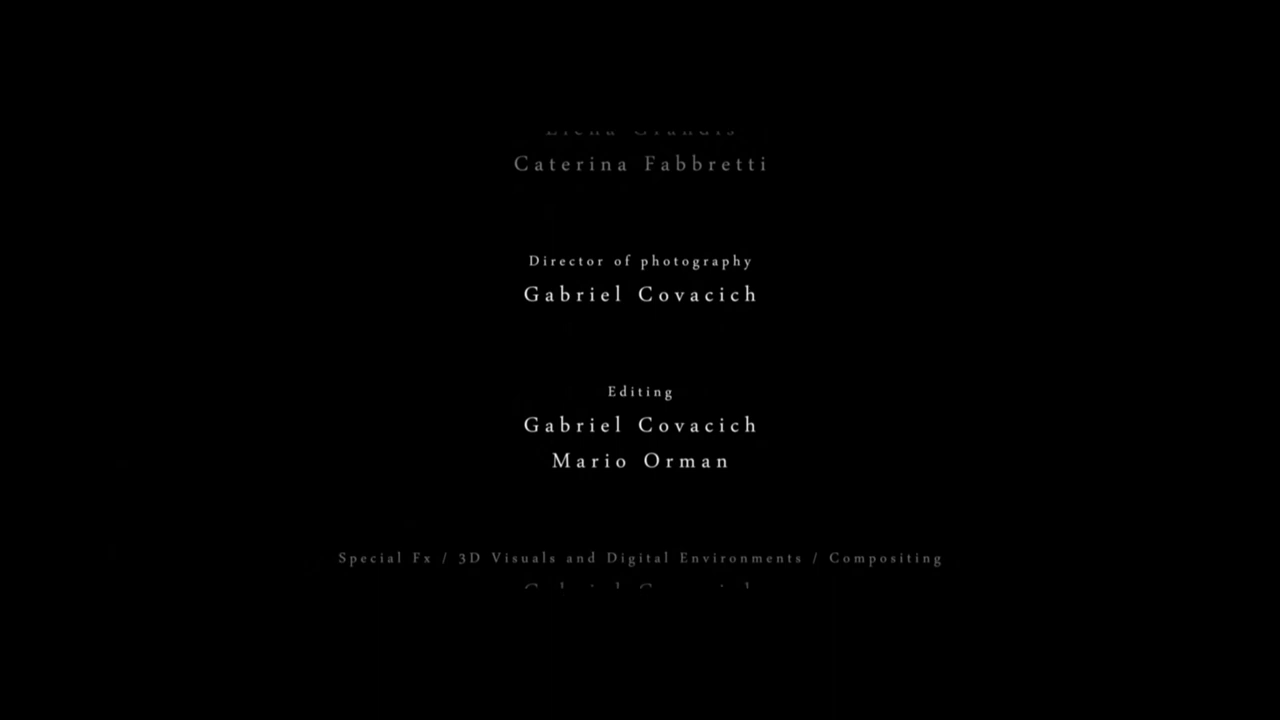 Caterina Fabbretti
Director of photography
Gabriel Covacich
Editing
Gabriel Covacich
Mario Orman
Special Fx / 3D Visuals and Digital Environments / Compositing